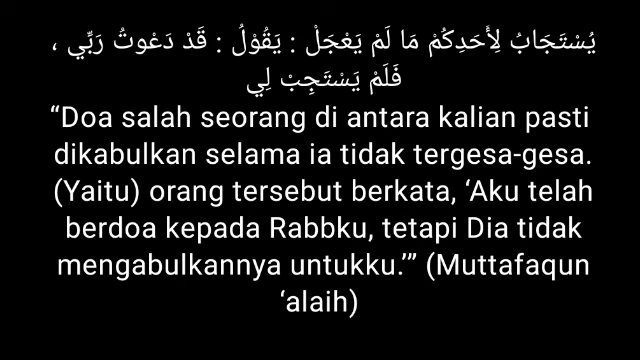 يُسْتَجَابُ لِأَحَدِكُمْ مَا لَمْ يَعْجَلْ : يَقُوْلُ : قَدْ دَعْوتُ رَبِّي ،
فَلَمْ يَسْتَجِبْ لِي
“Doa salah seorang di antara kalian pasti
dikabulkan selama ia tidak tergesa-gesa.
(Yaitu) orang tersebut berkata, ‘Aku telah
berdoa kepada Rabbku, tetapi Dia tidak
mengabulkannya untukku.’” (Muttafaqun
‘alaih)